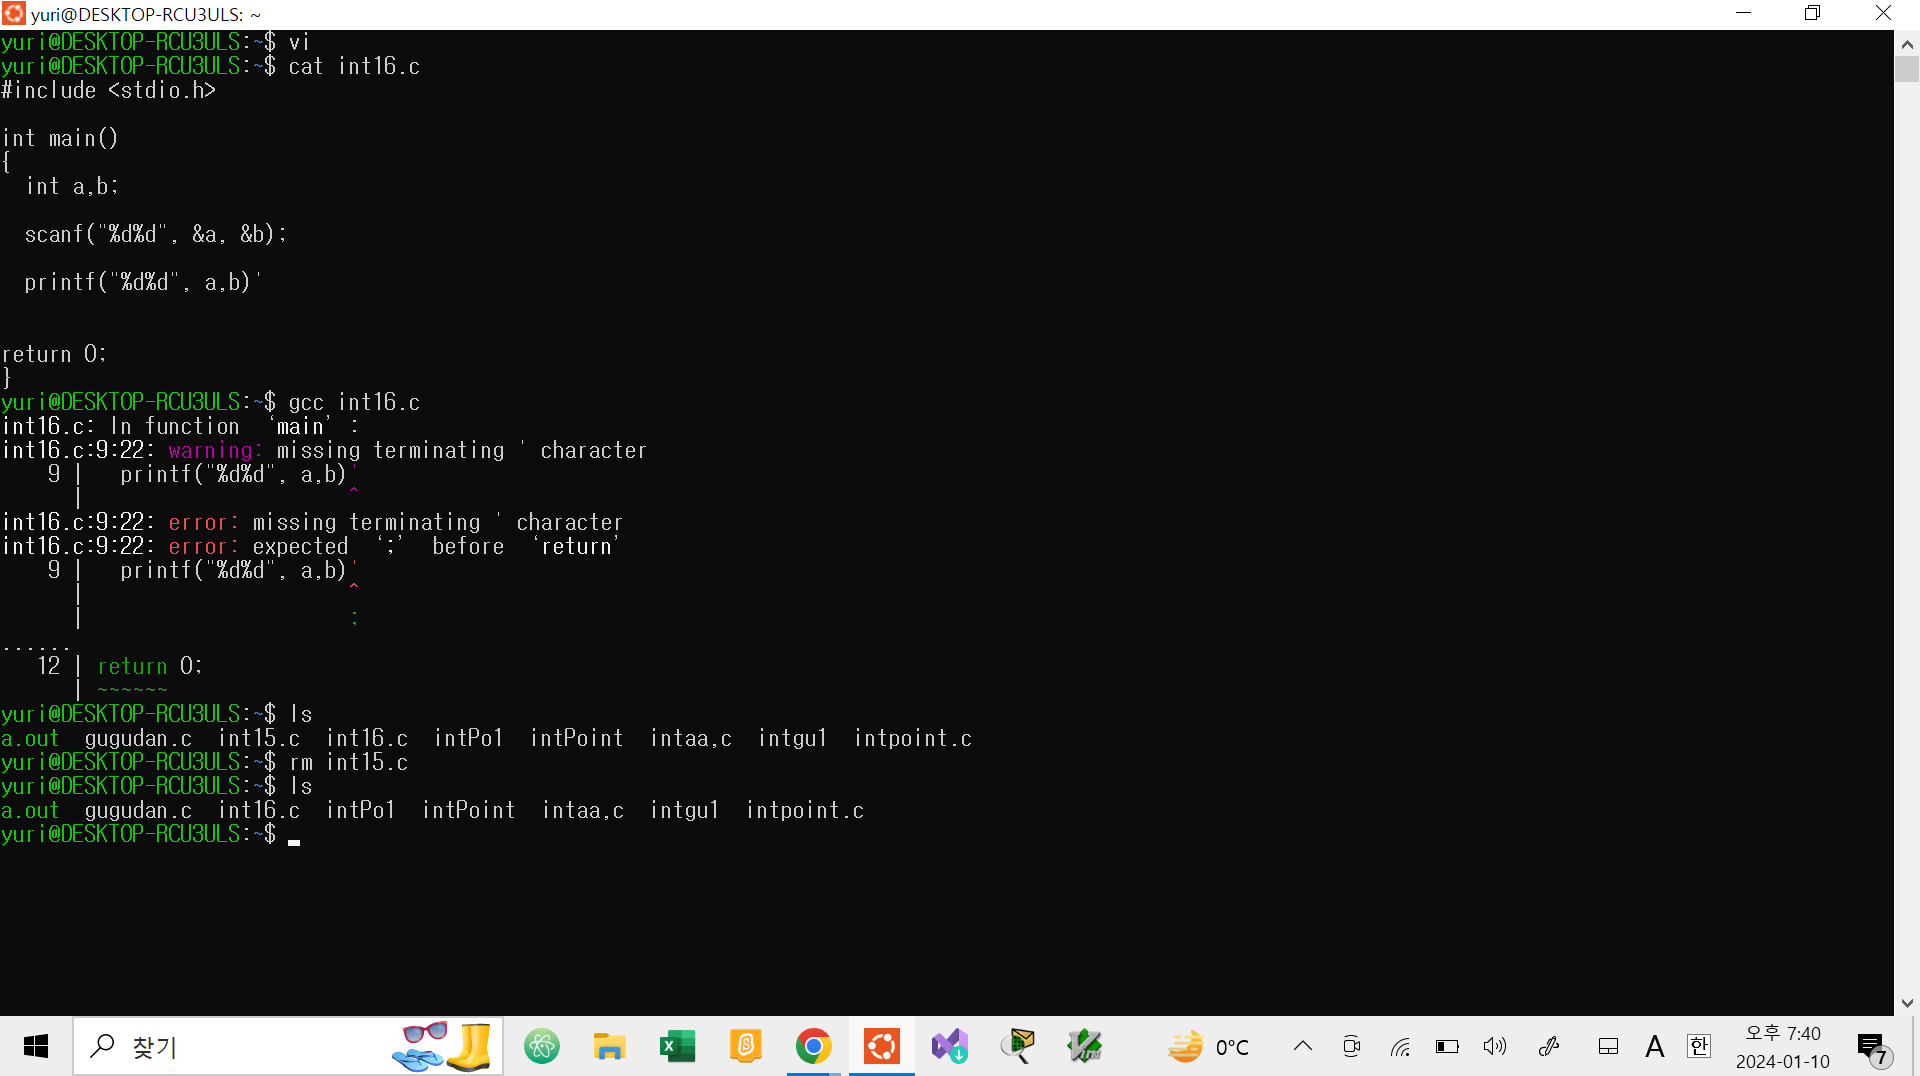 yuri@DESKTOP-RCU3ULS: ~
yuri@DESKTOP-RCU3ULS:~$ vi
yuri@DESKTOP-RCU3ULS:~$ cat int16.c
#include <stdio.h>
int main()
{
  int a,b;
  scanf("%d%d", &a, &b);
  printf("%d%d", a,b)'
return 0;
}
yuri@DESKTOP-RCU3ULS:~$ gcc int16.c
int16.c: In function ‘main’:
int16.c:9:22: warning: missing terminating ' character
    9 |   printf("%d%d", a,b)'
      |                      ^
int16.c:9:22: error: missing terminating ' character
int16.c:9:22: error: expected ‘;’ before ‘return’
    9 |   printf("%d%d", a,b)'
      |                      ^
      |                      ;
......
   12 | return 0;
      | ~~~~~~
yuri@DESKTOP-RCU3ULS:~$ ls
a.out  gugudan.c  int15.c  int16.c  intPo1  intPoint  intaa,c  intgu1  intpoint.c
yuri@DESKTOP-RCU3ULS:~$ rm int15.c
yuri@DESKTOP-RCU3ULS:~$ ls
a.out  gugudan.c  int16.c  intPo1  intPoint  intaa,c  intgu1  intpoint.c
yuri@DESKTOP-RCU3ULS:~$
찾기
0°C
A
한
오후 7:40
2024-01-10
7